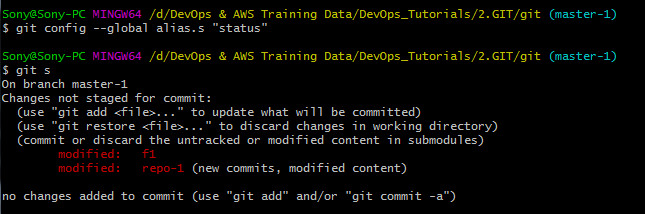 Sony@Sony-PC MINGW64 /d/DevOps & AWS Training Data/DevOps_Tutorials/2.GIT/git (master-1)
$ git config --global alias.s "status"
Sony@Sony-PC MINGW64 /d/DevOps & AWS Training Data/DevOps_Tutorials/2.GIT/git (master-1)
$ git s
On branch master-1
Changes not staged for commit:
  (use "git add <file>..." to update what will be committed)
  (use "git restore <file>..." to discard changes in working directory)
  (commit or discard the untracked or modified content in submodules)
        modified:   f1
        modified:   repo-1 (new commits, modified content)
no changes added to commit (use "git add" and/or "git commit -a")